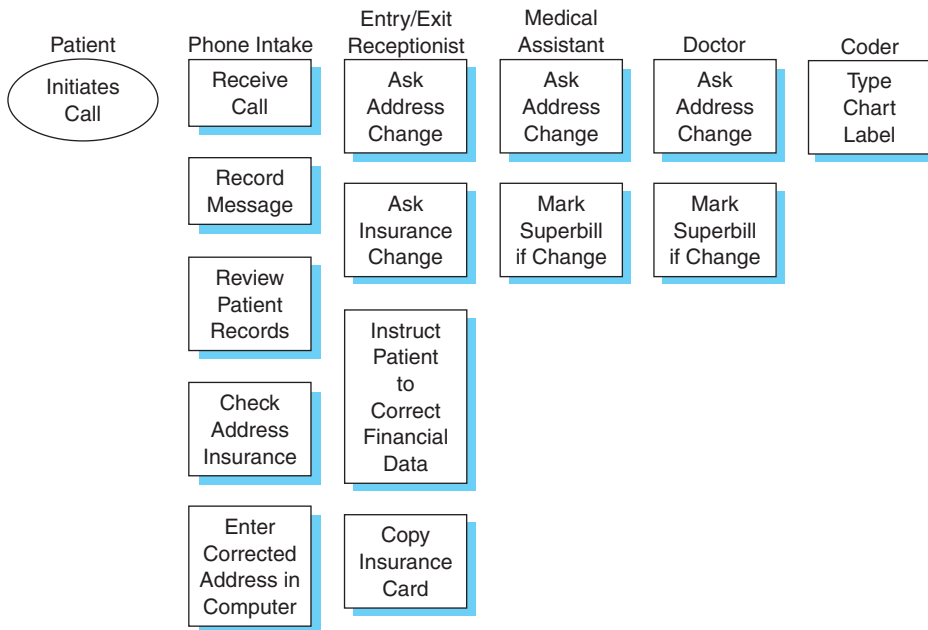 Patient
Initiates
Call
Phone Intake
Receive
Call
Record
Message
Review
Patient
Records
Check
Address
Insurance
Enter
Corrected
Address in
Computer
Entry/Exit
Receptionist
Ask
Address
Change
Ask
Insurance
Change
Instruct
Patient
to
Correct
Financial
Data
Copy
Insurance
Card
Medical
Assistant
Ask
Address
Change
Mark
Superbill
if Change
Doctor
Ask
Address
Change
Mark
Superbill
if Change
Coder
Type
Chart
Label